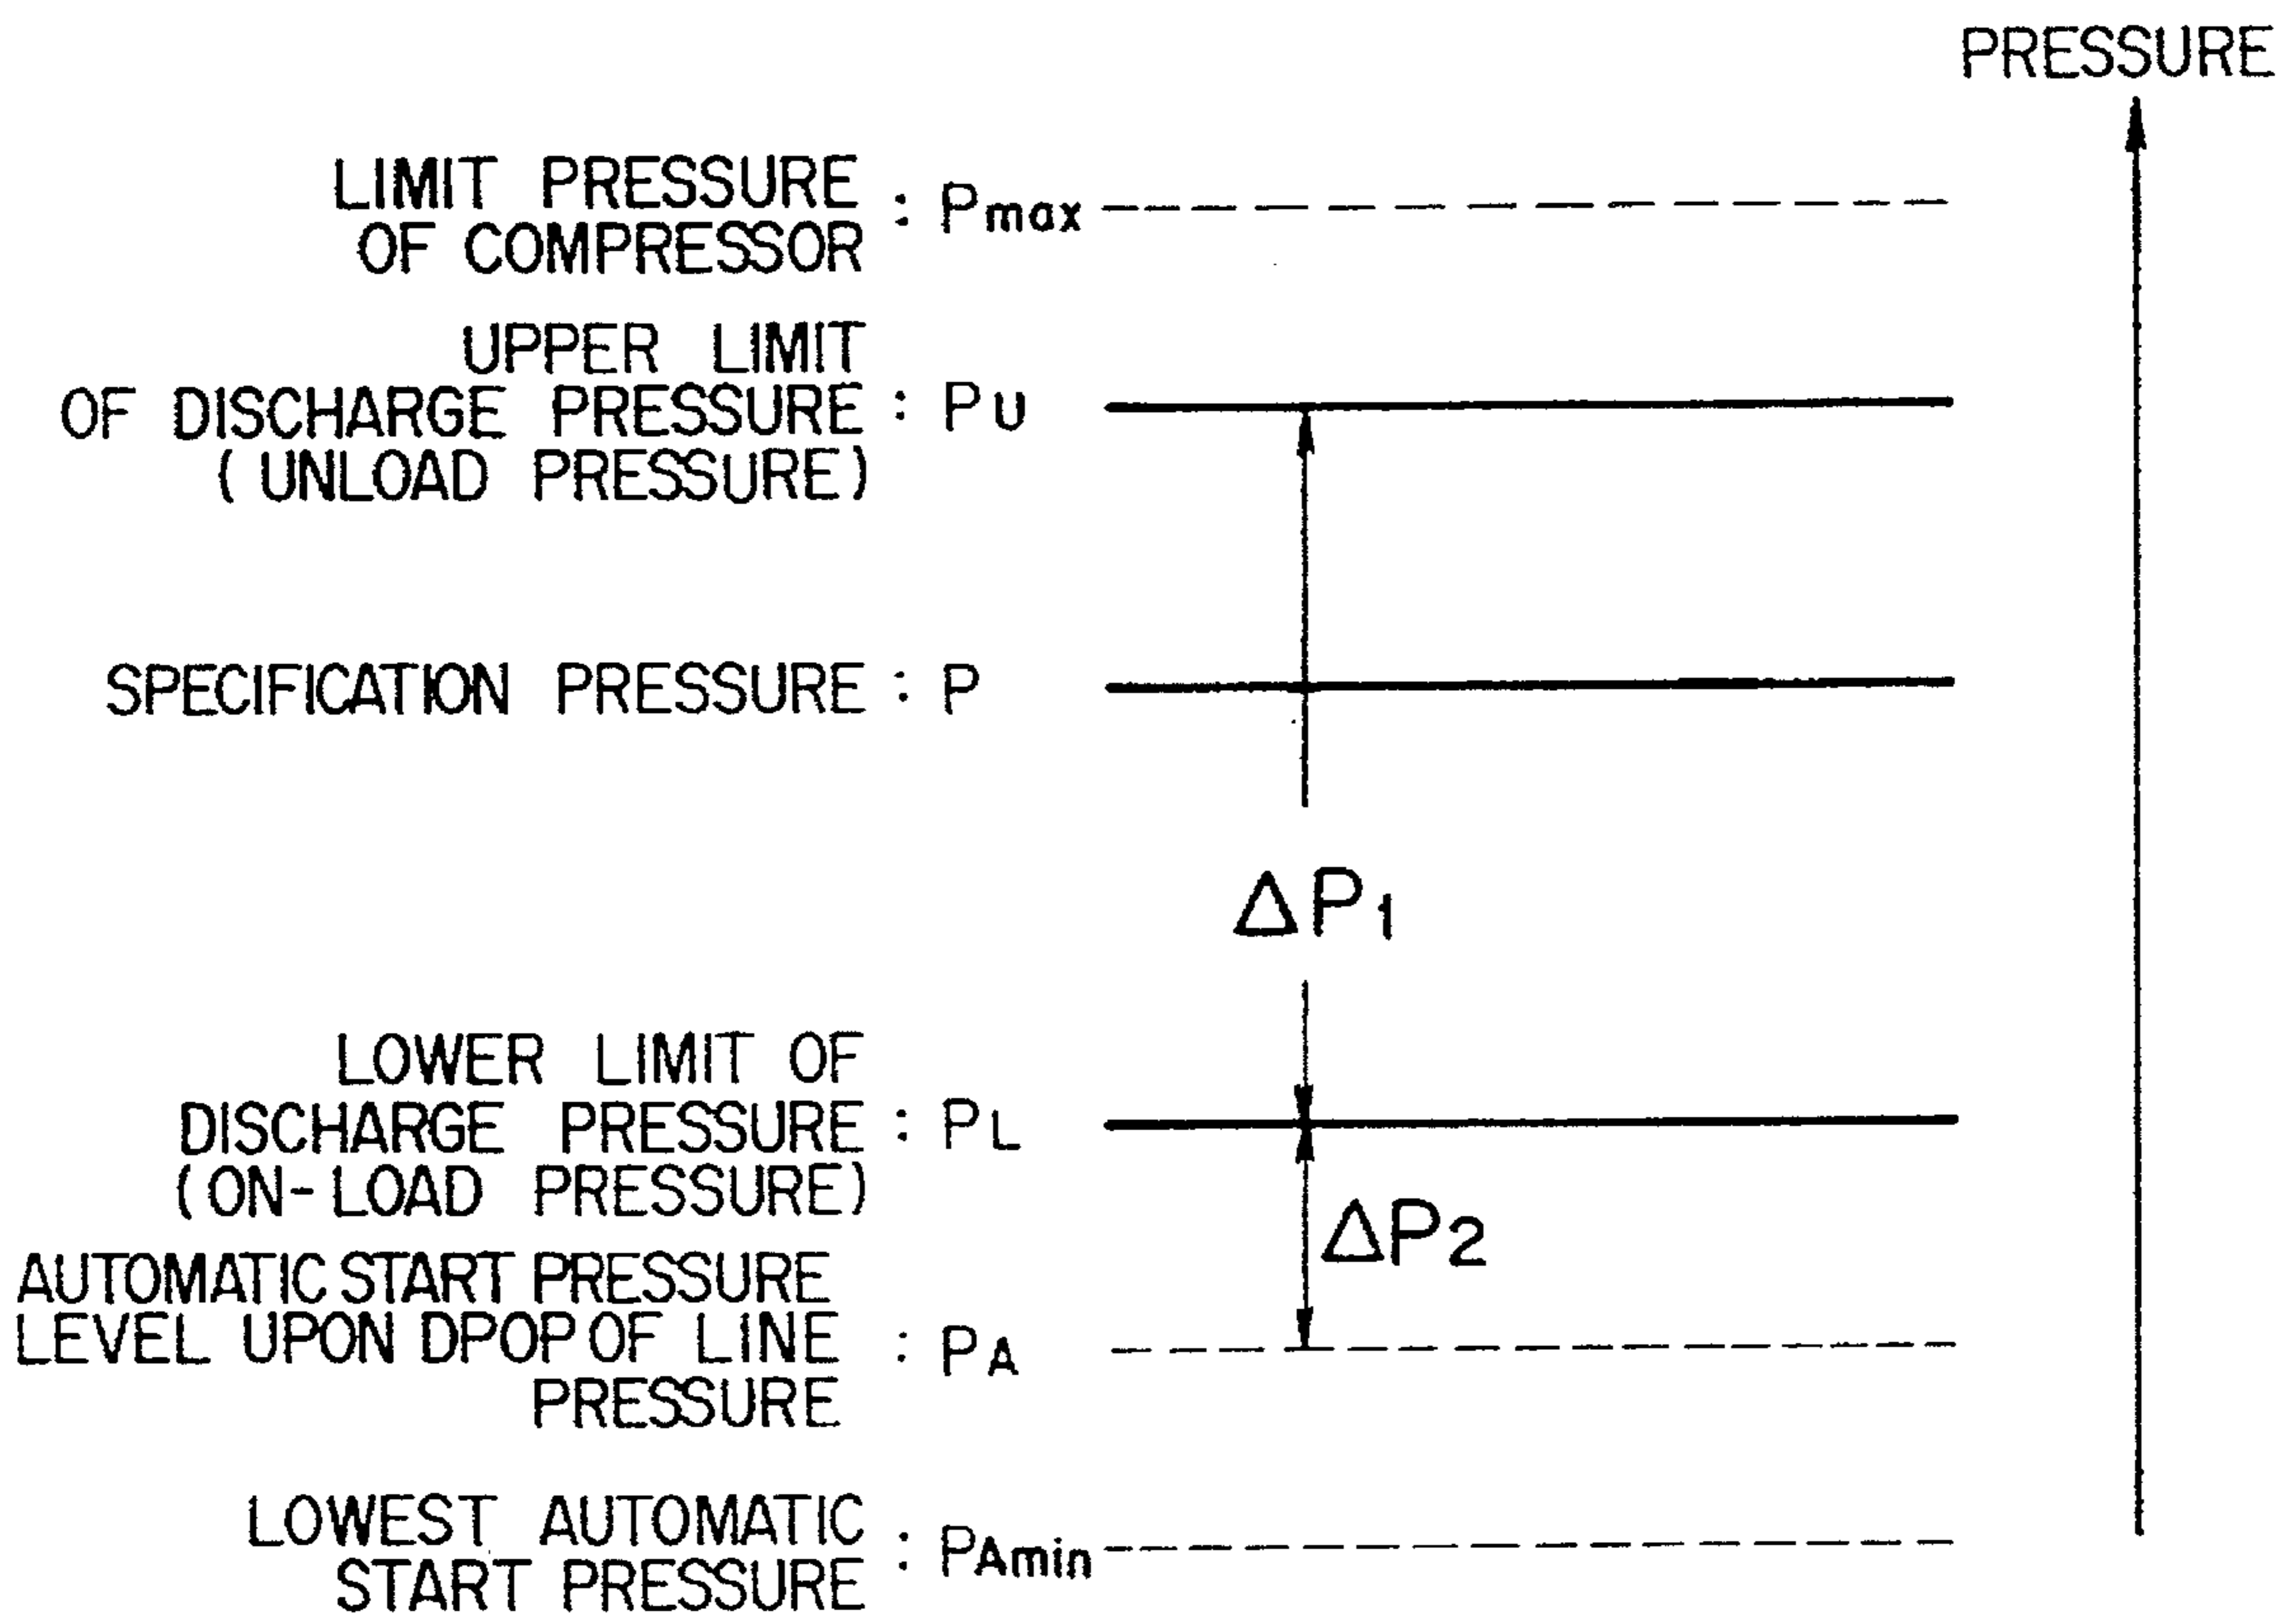 PRESSURE
LIMIT PRESSURE
OF COMPRESSOR : Pmax
UPPER LIMIT
OF DISCHARGE PRESSURE : PU
(UNLOAD PRESSURE)
SPECIFICATION PRESSURE : P
ΔP1
LOWER LIMIT OF
DISCHARGE PRESSURE : PL
(ON-LOAD PRESSURE)
ΔP2
AUTOMATIC START PRESSURE
LEVEL UPON DPOP OF LINE : PA
PRESSURE
LOWEST AUTOMATIC
START PRESSURE : PAmin